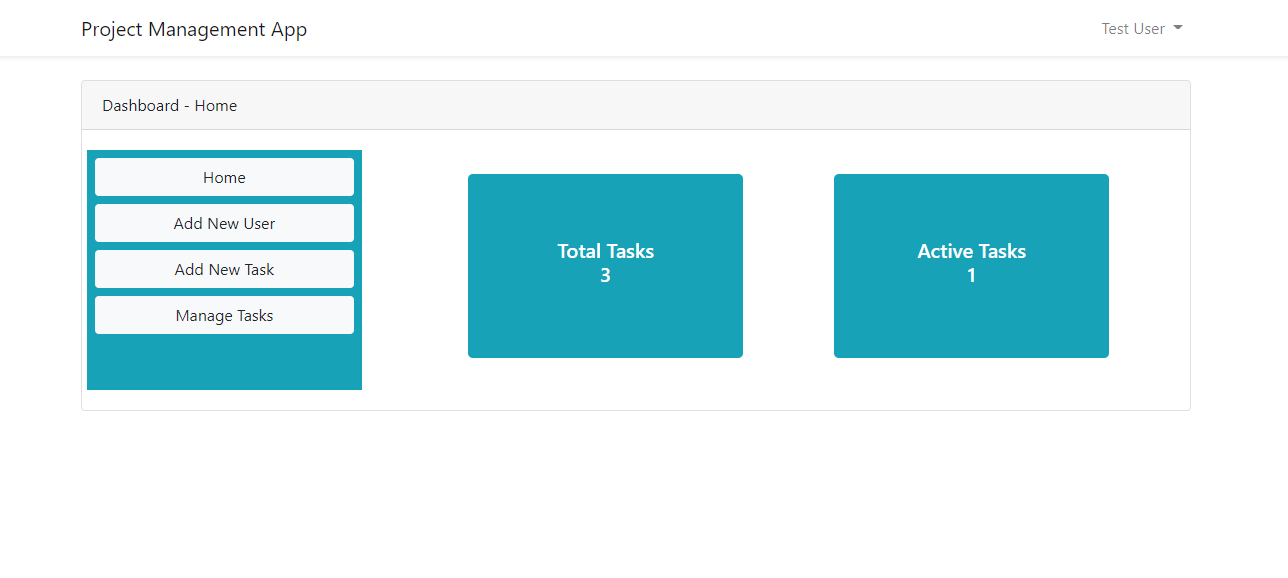 Project Management App
Test User
Dashboard - Home
Home
Add New User
Add New Task
Manage Tasks
Total Tasks
3
Active Tasks
1